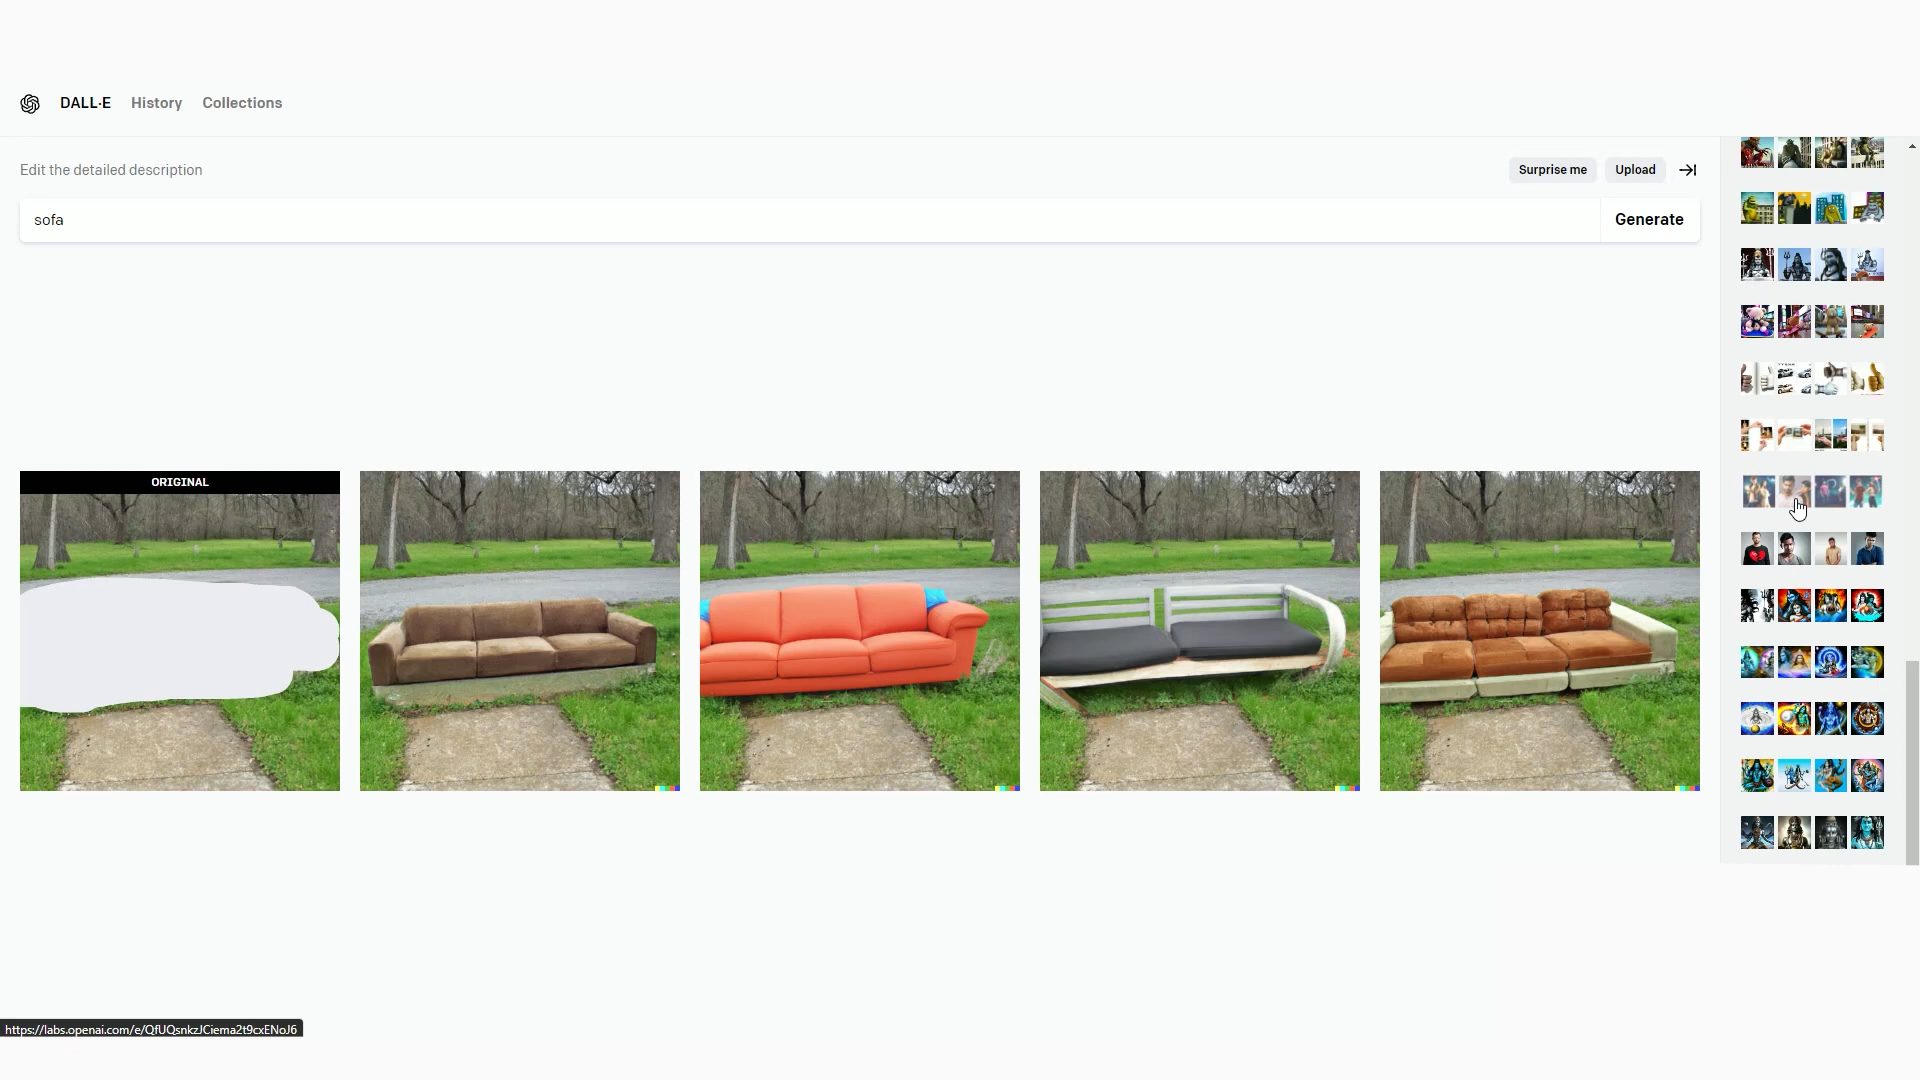 DALL·E History Collections
Edit the detailed description
Surprise me Upload
sofa
Generate
ORIGINAL
https://labs.openai.com/e/QfUQsnkzJCiema2t9cxENoJ6